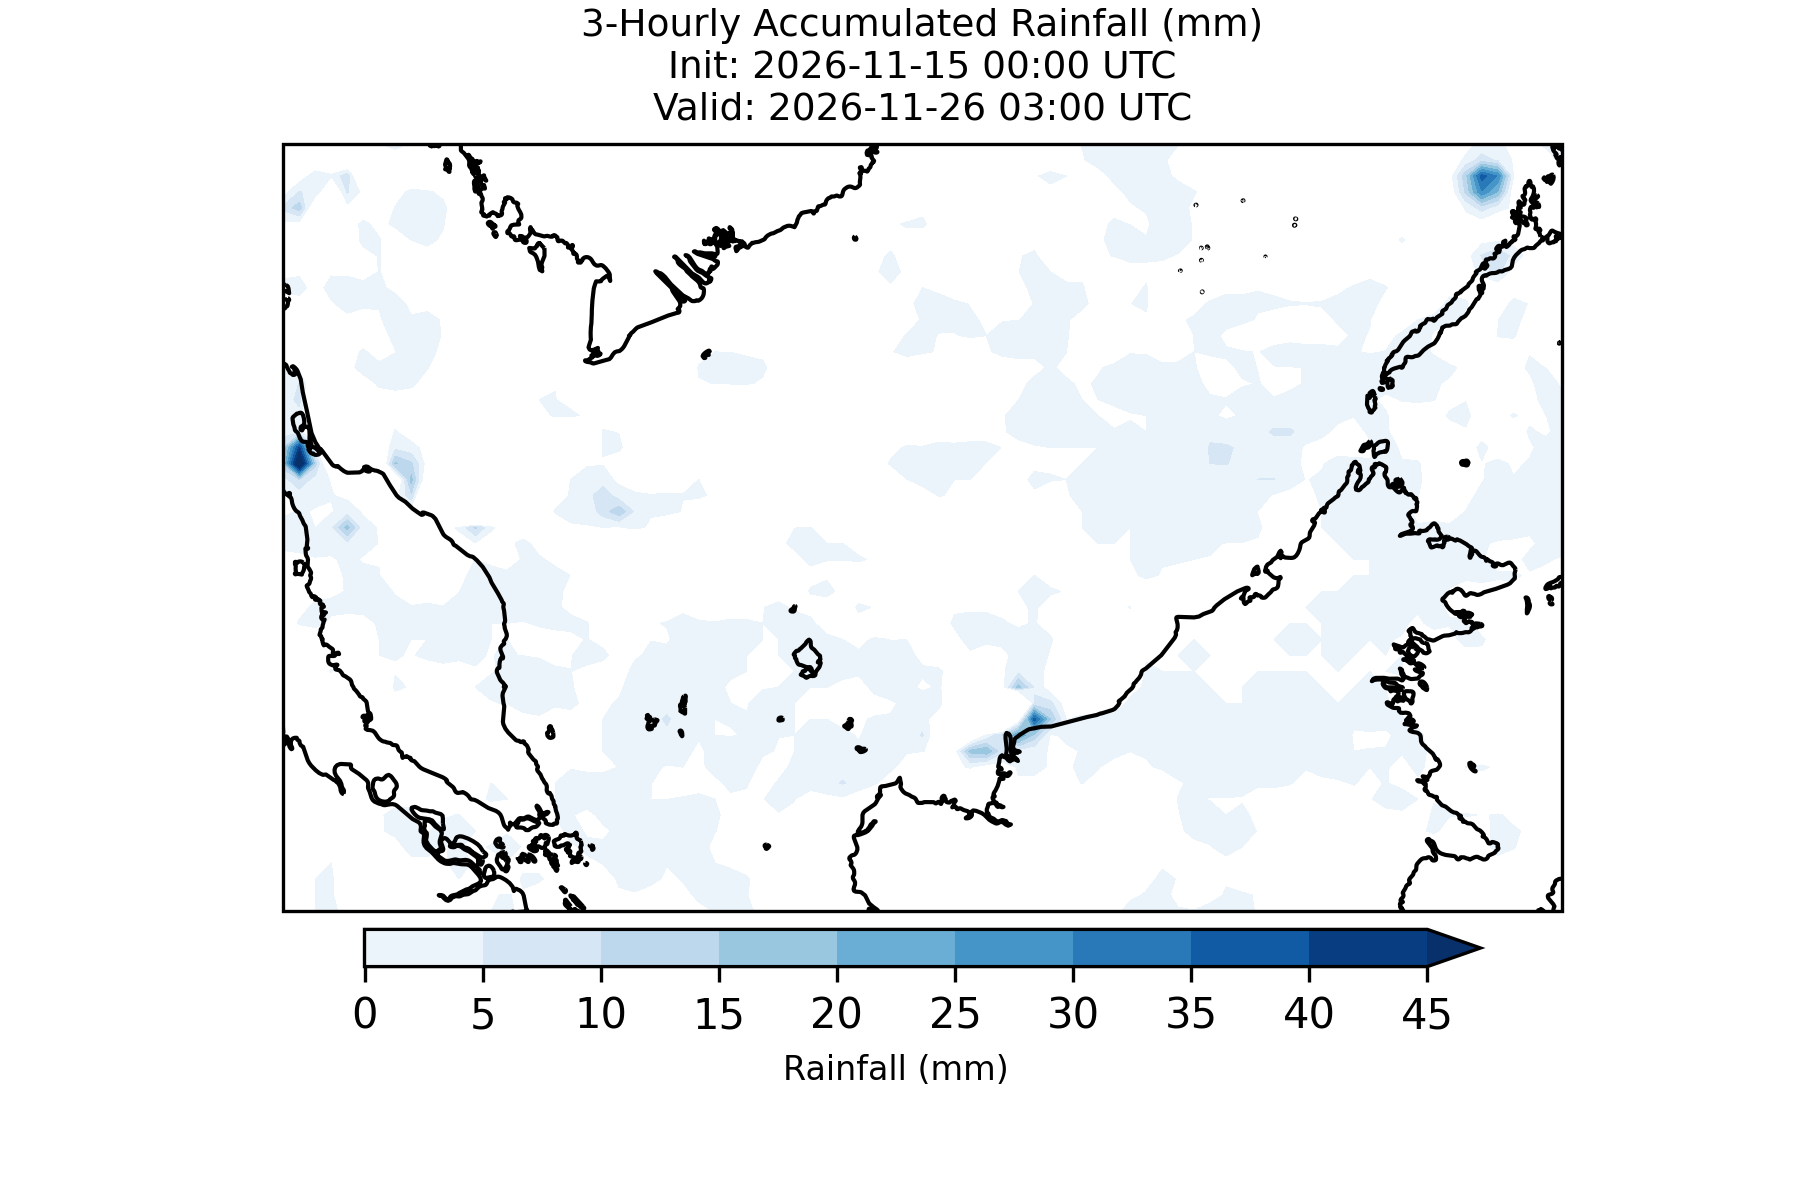 3-Hourly Accumulated Rainfall (mm)
Init: 2026-11-15 00:00 UTC
Valid: 2026-11-26 03:00 UTC
0 5 10 15 20 25 30 35 40 45
Rainfall (mm)